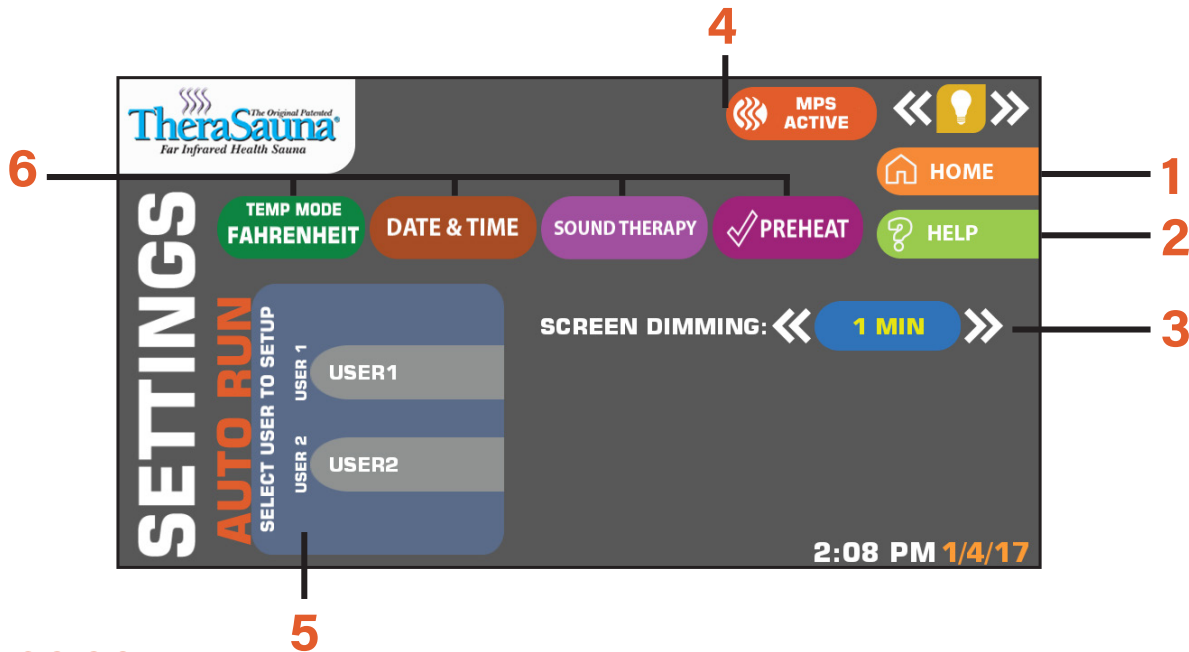 4
The Original Patented
TheraSauna®
Far Infrared Health Sauna
MPS
ACTIVE
6
HOME
1
TEMP MODE
FAHRENHEIT
DATE & TIME
SOUND THERAPY
PREHEAT
HELP
2
SETTINGS
AUTO RUN
SELECT USER TO SETUP
USER 1
USER1
USER 2
USER2
SCREEN DIMMING:
1 MIN
3
2:08 PM 1/4/17
5